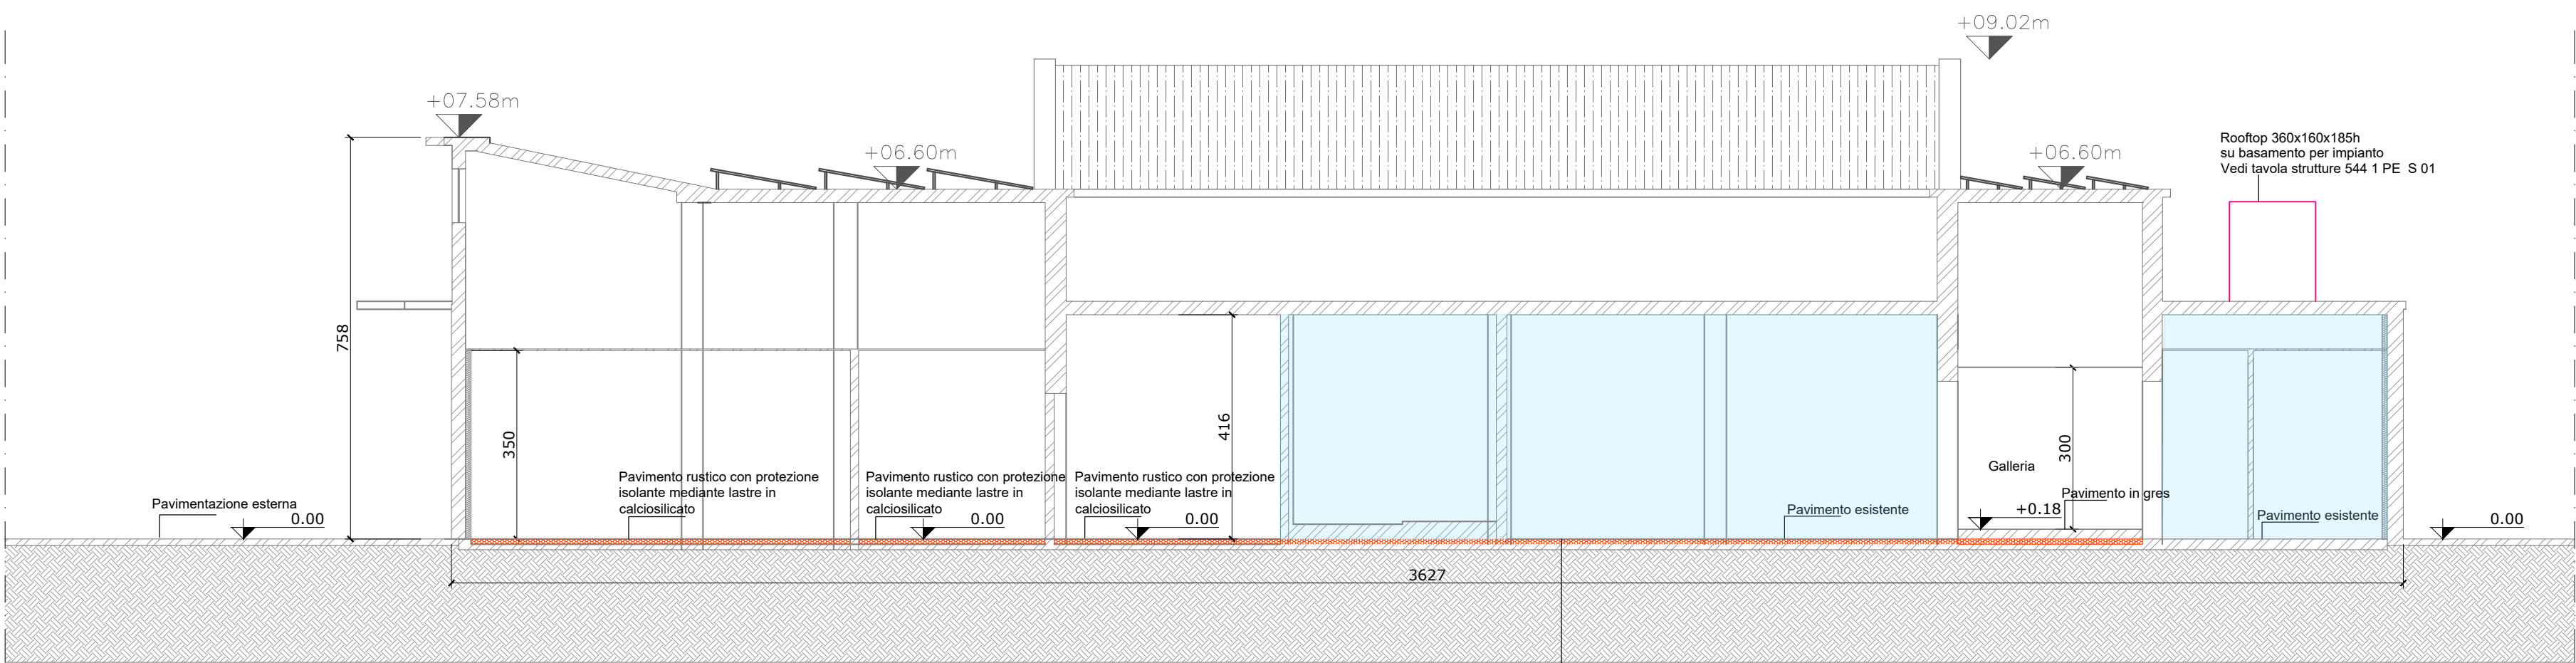 +09.02m
+07.58m
+06.60m
+06.60m
Rooftop 360x160x185h
su basamento per impianto
Vedi tavola strutture 544 1 PE  S 01
758
350
416
300
Galleria
Pavimento rustico con protezione
isolante mediante lastre in
calciosilicato
Pavimento rustico con protezione
isolante mediante lastre in
calciosilicato
Pavimento rustico con protezione
isolante mediante lastre in
calciosilicato
Pavimento in gres
Pavimentazione esterna
0.00
0.00
0.00
Pavimento esistente
+0.18
Pavimento esistente
0.00
3627